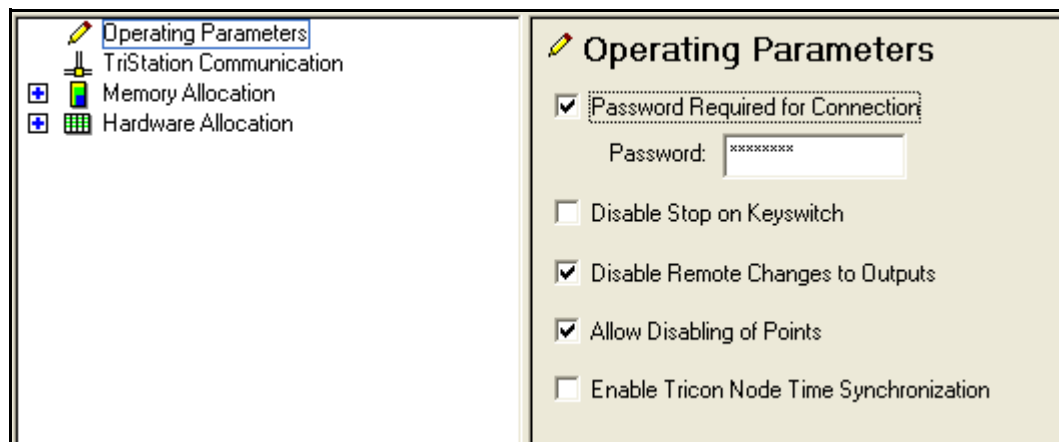 Operating Parameters
TriStation Communication
Memory Allocation
Hardware Allocation
Operating Parameters
Password Required for Connection
Password: ********
Disable Stop on Keyswitch
Disable Remote Changes to Outputs
Allow Disabling of Points
Enable Tricon Node Time Synchronization